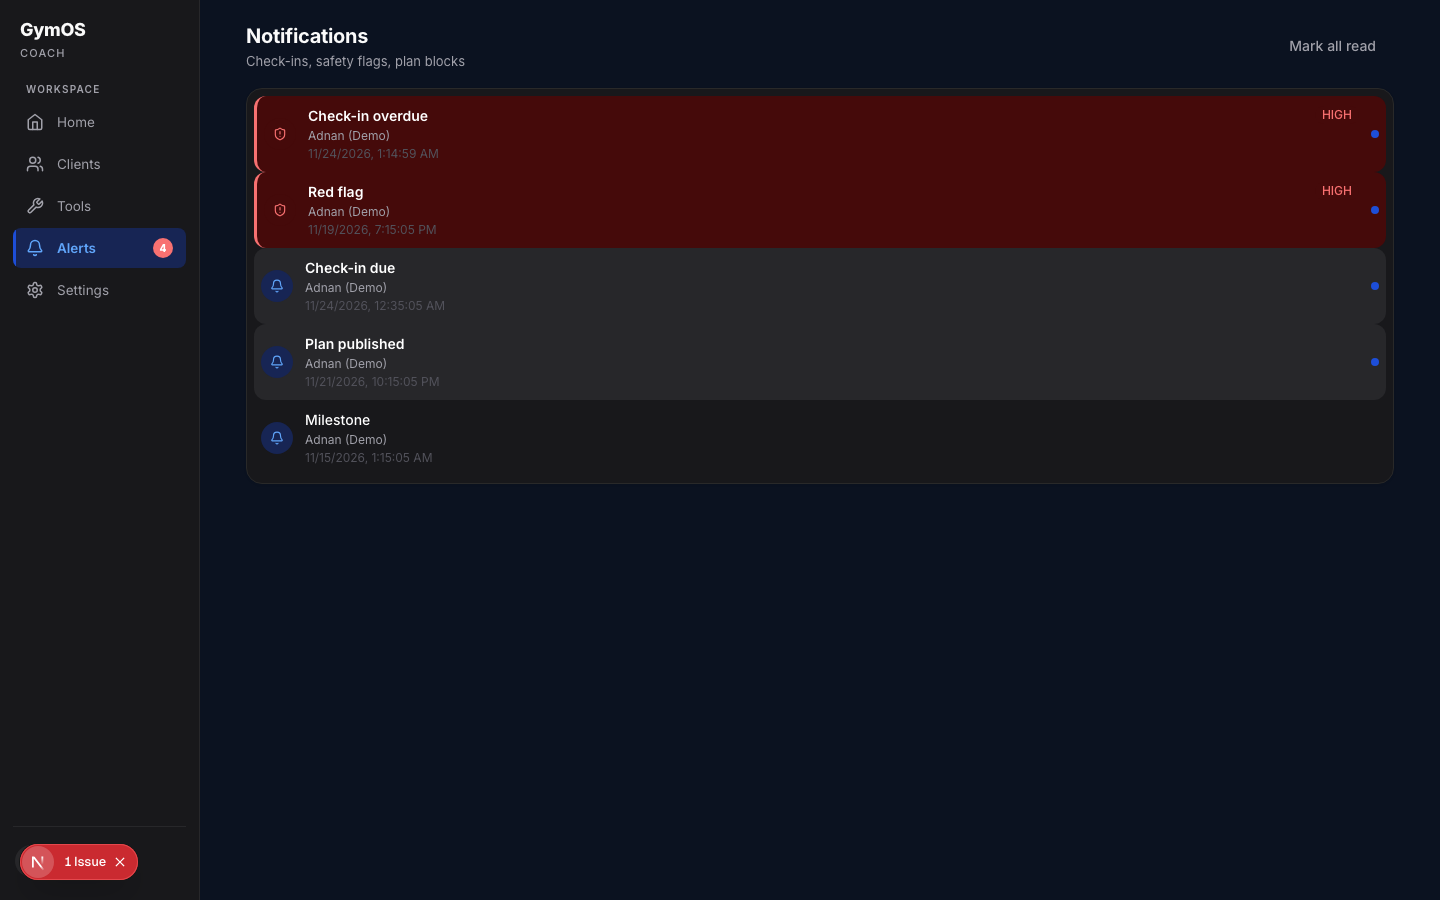 GymOS
COACH
WORKSPACE
Home
Clients
Tools
Alerts 4
Settings
1 Issue
Notifications
Check-ins, safety flags, plan blocks
Mark all read
Check-in overdue
HIGH
Adnan (Demo)
11/24/2026, 1:14:59 AM
Red flag
HIGH
Adnan (Demo)
11/19/2026, 7:15:05 PM
Check-in due
Adnan (Demo)
11/24/2026, 12:35:05 AM
Plan published
Adnan (Demo)
11/21/2026, 10:15:05 PM
Milestone
Adnan (Demo)
11/15/2026, 1:15:05 AM